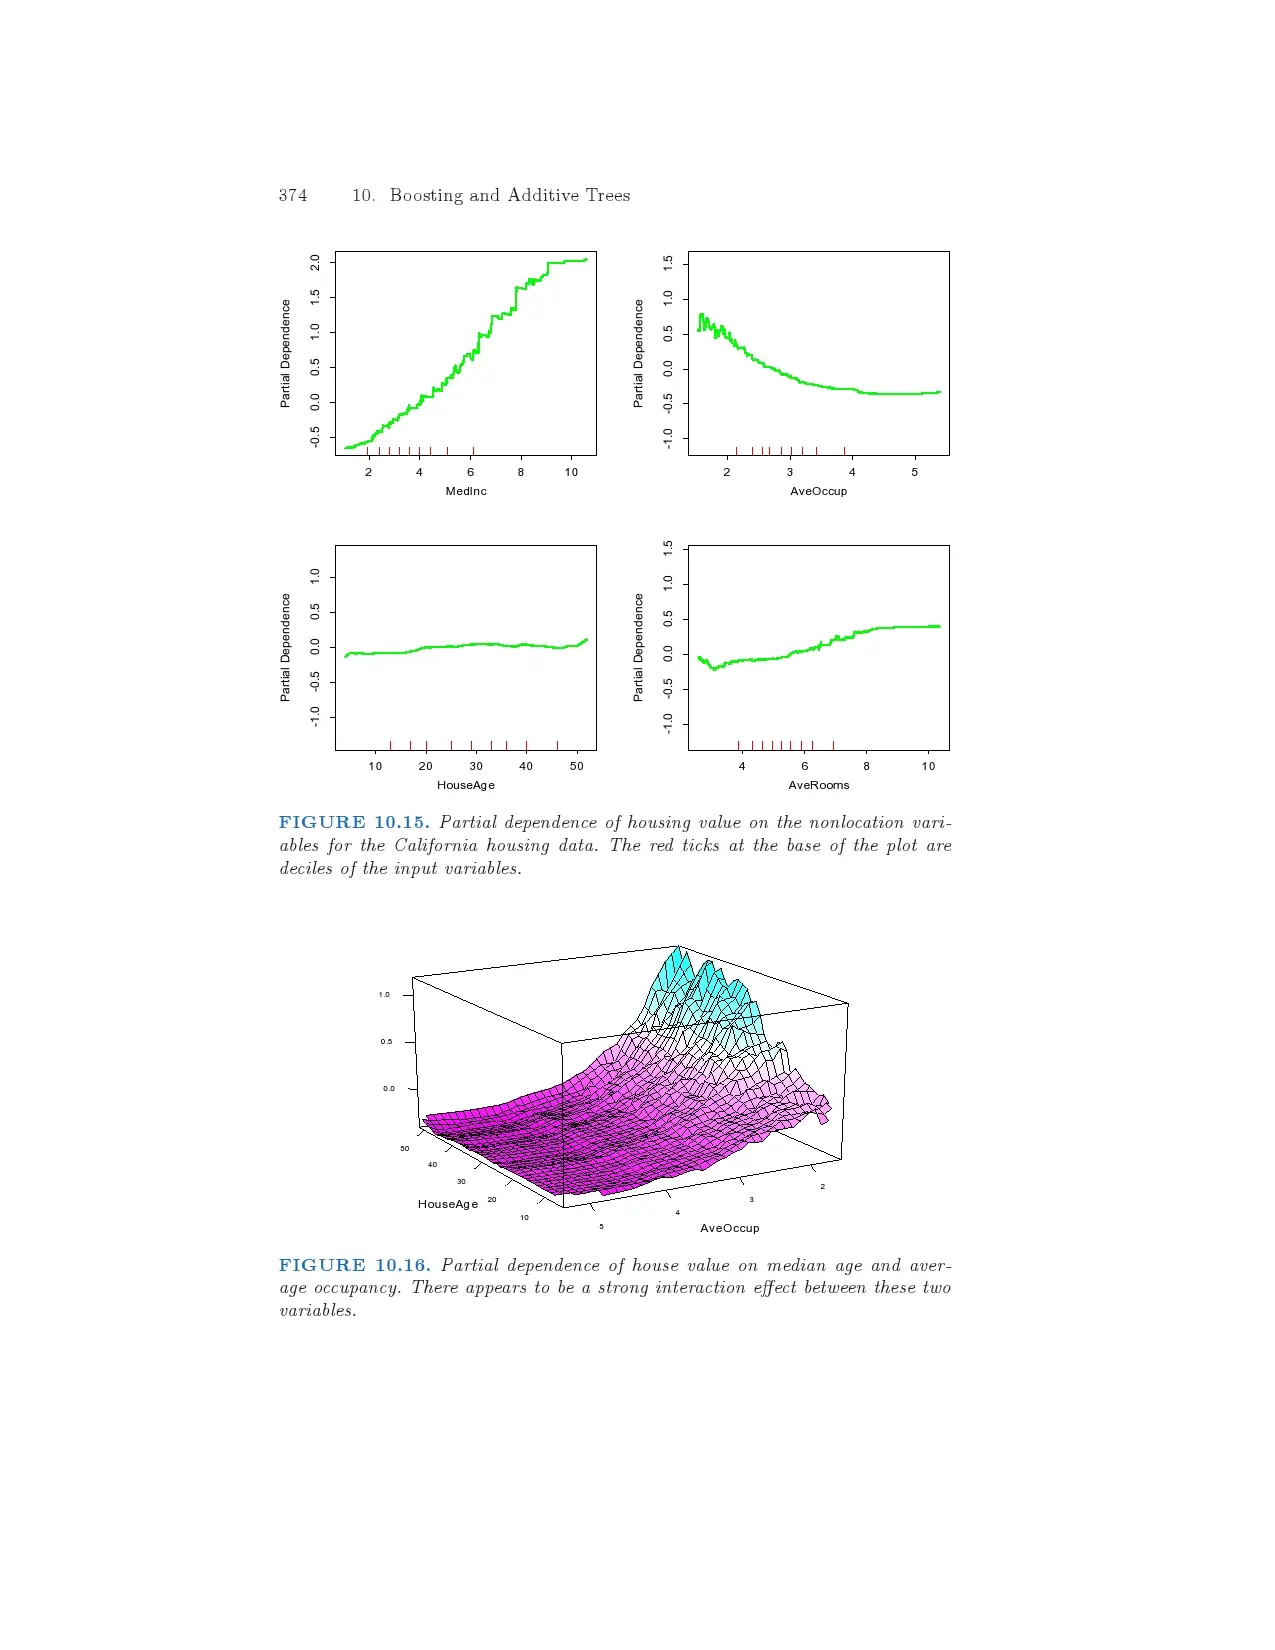 374 10. Boosting and Additive Trees
Partial Dependence
-0.5 0.0 0.5 1.0 1.5 2.0
2 4 6 8 10
MedInc
Partial Dependence
-1.0 -0.5 0.0 0.5 1.0 1.5
2 3 4 5
AveOccup
Partial Dependence
-1.0 -0.5 0.0 0.5 1.0
10 20 30 40 50
HouseAge
Partial Dependence
-1.0 -0.5 0.0 0.5 1.0 1.5
4 6 8 10
AveRooms
FIGURE 10.15. Partial dependence of housing value on the nonlocation vari-
ables for the California housing data. The red ticks at the base of the plot are
deciles of the input variables.
1.0
0.5
0.0
50
40
30
20
10
HouseAge
5
4
3
2
AveOccup
FIGURE 10.16. Partial dependence of house value on median age and aver-
age occupancy. There appears to be a strong interaction effect between these two
variables.